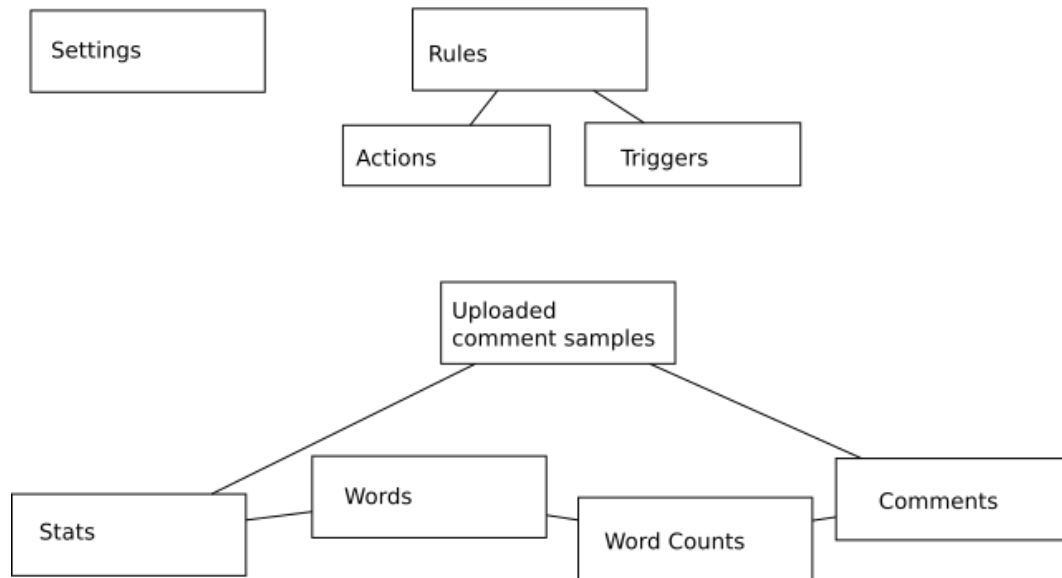 Settings
Rules
Actions
Triggers
Uploaded
comment samples
Stats
Words
Word Counts
Comments